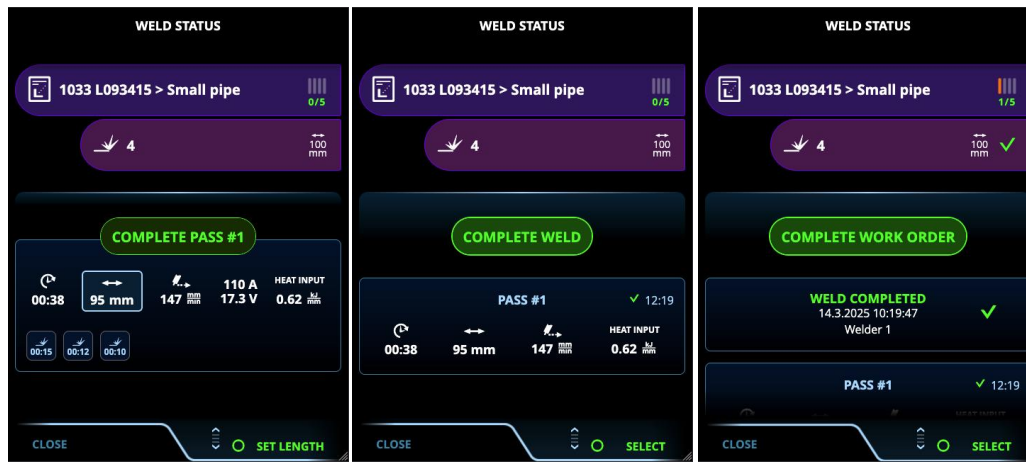 WELD STATUS
1033 L093415 > Small pipe
0/5
4
100
mm
COMPLETE PASS #1
00:38
95 mm
147 mm
min
110 A
17.3 V
HEAT INPUT
0.62 kJ
mm
00:15
00:12
00:10
CLOSE
SET LENGTH
WELD STATUS
1033 L093415 > Small pipe
0/5
4
100
mm
COMPLETE WELD
PASS #1
12:19
00:38
95 mm
147 mm
min
HEAT INPUT
0.62 kJ
mm
CLOSE
SELECT
WELD STATUS
1033 L093415 > Small pipe
1/5
4
100
mm
COMPLETE WORK ORDER
WELD COMPLETED
14.3.2025 10:19:47
Welder 1
PASS #1
12:19
HEAT INPUT
CLOSE
SELECT